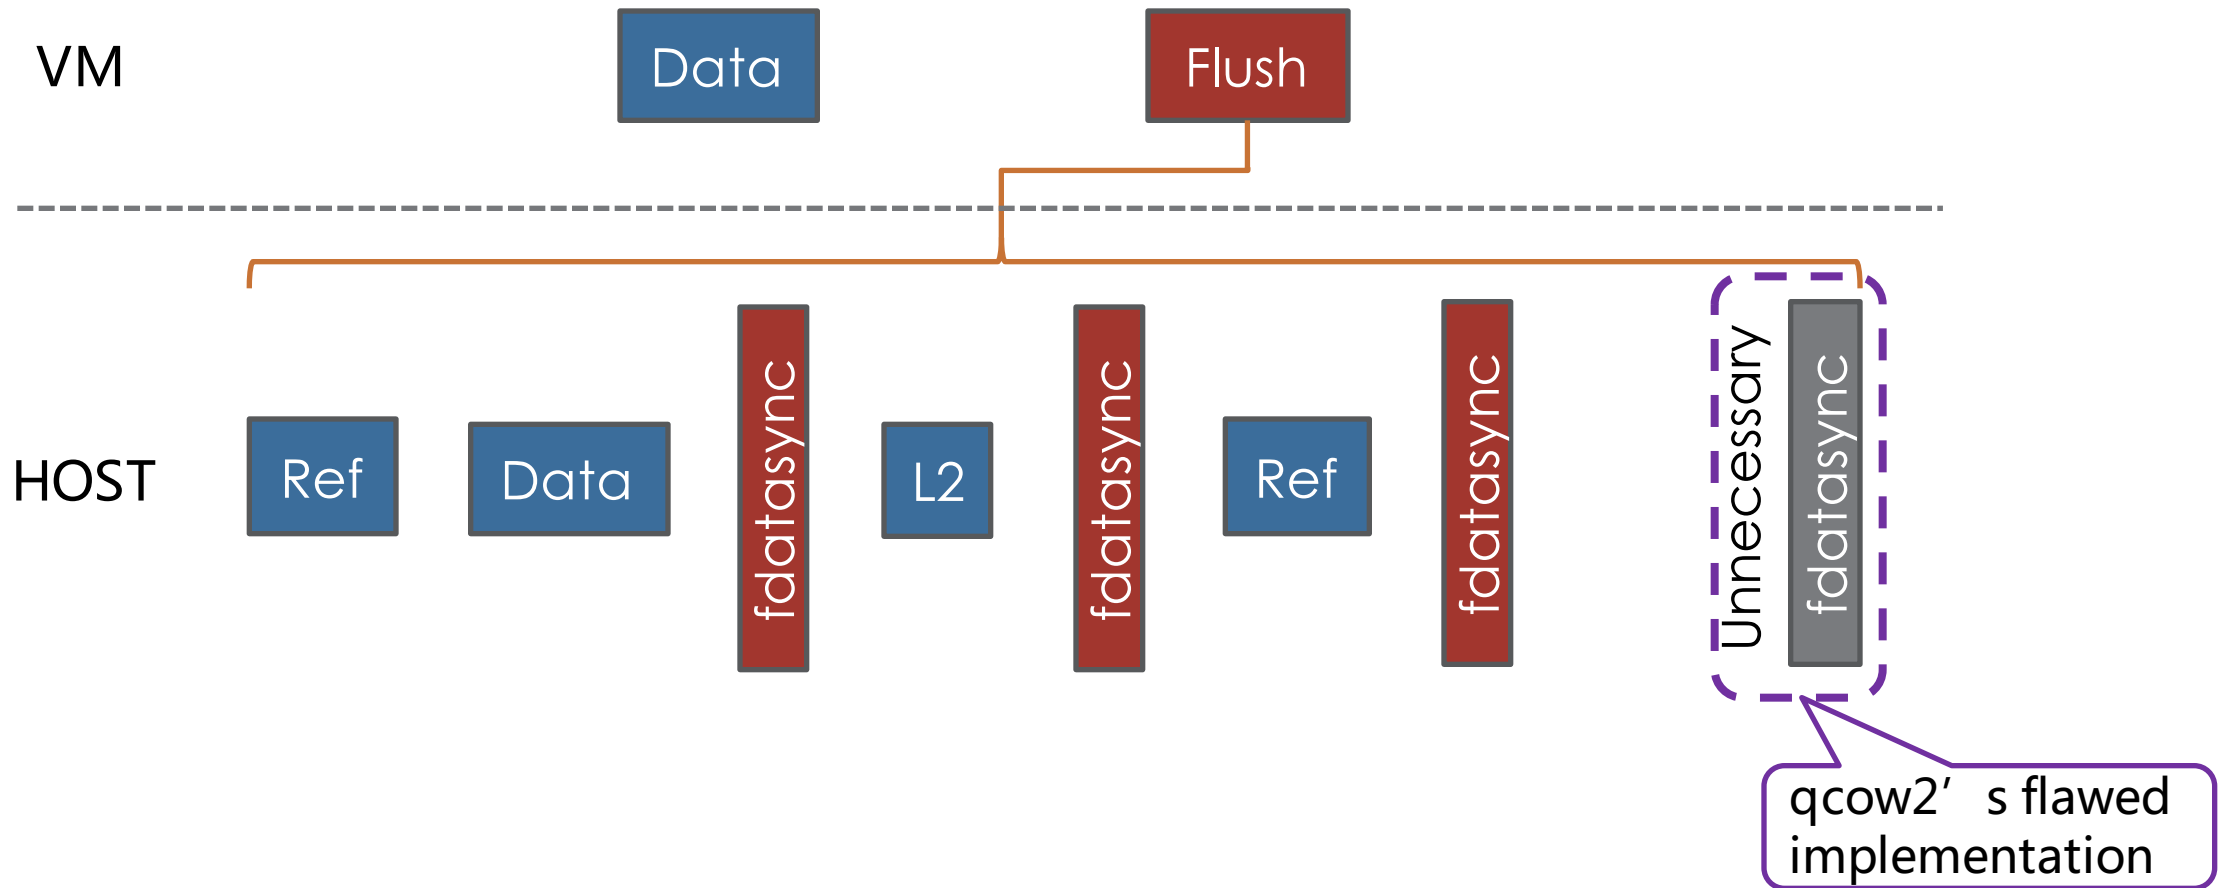 VM
Data
Flush
HOST
Ref
Data
fdatasync
L2
fdatasync
Ref
fdatasync
Unnecessary
fdatasync
qcow2’ s flawed
implementation